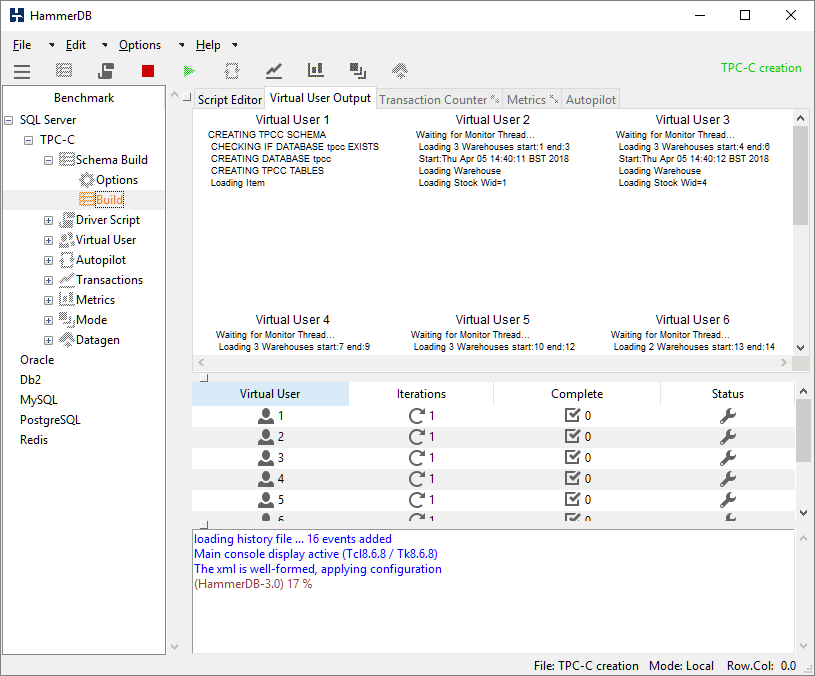 HammerDB
File Edit Options Help
TPC-C creation
Benchmark
SQL Server
TPC-C
Schema Build
Options
Build
Driver Script
Virtual User
Autopilot
Transactions
Metrics
Mode
Datagen
Oracle
Db2
MySQL
PostgreSQL
Redis
Script Editor Virtual User Output Transaction Counter Metrics Autopilot
Virtual User 1
CREATING TPCC SCHEMA
CHECKING IF DATABASE tpcc EXISTS
CREATING DATABASE tpcc
CREATING TPCC TABLES
Loading Item
Virtual User 2
Waiting for Monitor Thread...
Loading 3 Warehouses start:1 end:3
Start:Thu Apr 05 14:40:11 BST 2018
Loading Warehouse
Loading Stock Wid=1
Virtual User 3
Waiting for Monitor Thread...
Loading 3 Warehouses start:4 end:6
Start:Thu Apr 05 14:40:12 BST 2018
Loading Warehouse
Loading Stock Wid=4
Virtual User 4
Waiting for Monitor Thread...
Loading 3 Warehouses start:7 end:9
Virtual User 5
Waiting for Monitor Thread...
Loading 3 Warehouses start:10 end:12
Virtual User 6
Waiting for Monitor Thread...
Loading 2 Warehouses start:13 end:14
Virtual User Iterations Complete Status
1 1 0
2 1 0
3 1 0
4 1 0
5 1 0
6 1 0
loading history file ... 16 events added
Main console display active (Tcl8.6.8 / Tk8.6.8)
The xml is well-formed, applying configuration
(HammerDB-3.0) 17 %
File: TPC-C creation Mode: Local Row.Col: 0.0